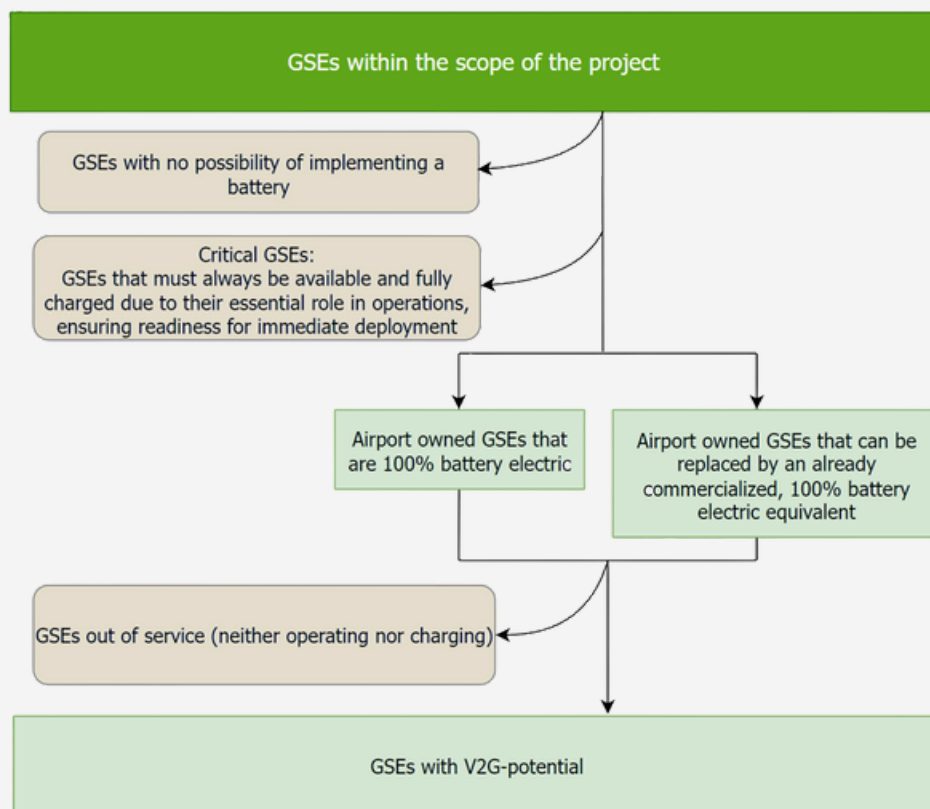 GSEs within the scope of the project
GSEs with no possibility of implementing a
battery
Critical GSEs:
GSEs that must always be available and fully
charged due to their essential role in operations,
ensuring readiness for immediate deployment
Airport owned GSEs that
are 100% battery electric
Airport owned GSEs that can be
replaced by an already
commercialized, 100% battery
electric equivalent
GSEs out of service (neither operating nor charging)
GSEs with V2G-potential